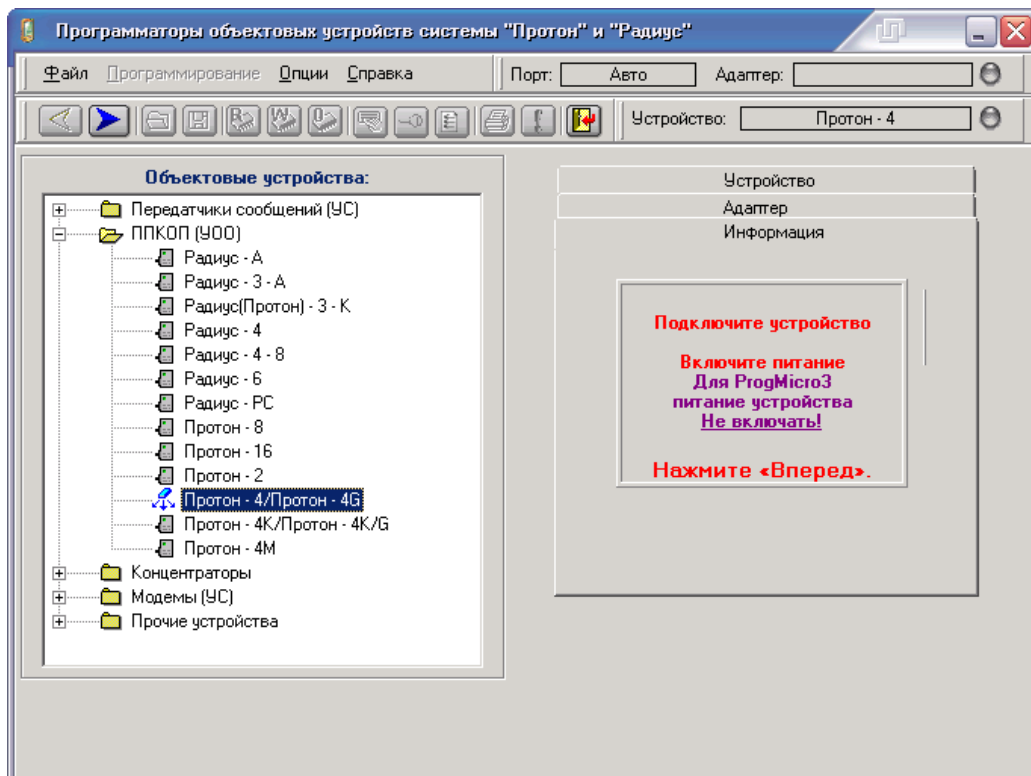 Программаторы объектовых устройств системы "Протон" и "Радиус"
Файл Программирование Опции Справка Порт: Авто Адаптер:
Устройство: Протон - 4
Объектовые устройства:
Передатчики сообщений (УС)
ППКОП (УОО)
Радиус - А
Радиус - 3 - А
Радиус(Протон) - 3 - К
Радиус - 4
Радиус - 4 - 8
Радиус - 6
Радиус - РС
Протон - 8
Протон - 16
Протон - 2
Протон - 4/Протон - 4G
Протон - 4К/Протон - 4К/G
Протон - 4М
Концентраторы
Модемы (УС)
Прочие устройства
Устройство
Адаптер
Информация
Подключите устройство
Включите питание
Для ProgMicro3
питание устройства
Не включать!
Нажмите «Вперед».